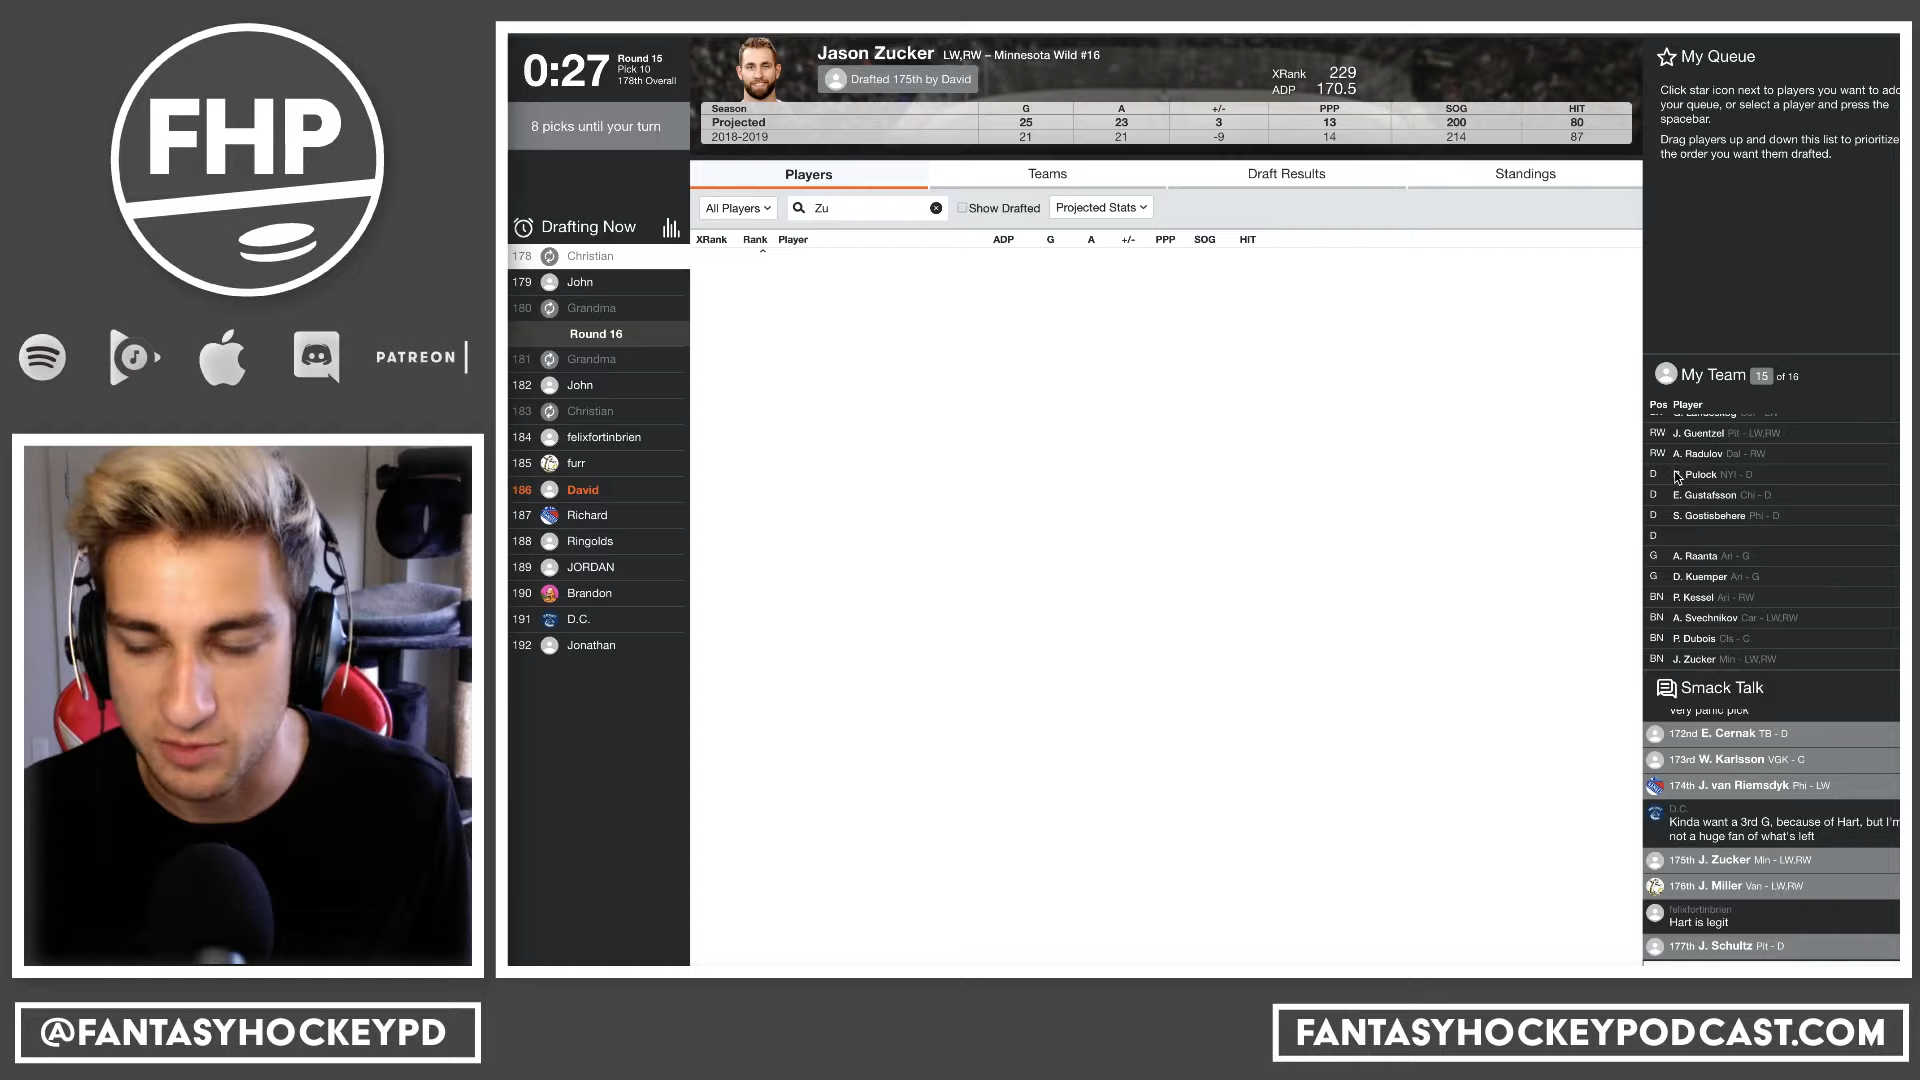 FHP
PATREON
@FANTASYHOCKEYPD
0:27
Round 15
Pick 10
178th Overall
8 picks until your turn
Drafting Now
178 Christian
179 John
180 Grandma
Round 16
181 Grandma
182 John
183 Christian
184 felixfortinbrien
185 furr
186 David
187 Richard
188 Ringolds
189 JORDAN
190 Brandon
191 D.C.
192 Jonathan
Jason Zucker LW,RW – Minnesota Wild #16
Drafted 175th by David
XRank 229
ADP 170.5
Season G A +/- PPP SOG HIT
Projected 25 23 3 13 200 80
2018-2019 21 21 -9 14 214 87
Players Teams Draft Results Standings
All Players Zu Show Drafted Projected Stats
XRank Rank Player ADP G A +/- PPP SOG HIT
My Queue
Click star icon next to players you want to add
your queue, or select a player and press the
spacebar.
Drag players up and down this list to prioritize
the order you want them drafted.
My Team 15 of 16
Pos Player
RW J. Guentzel Pit - LW,RW
RW A. Radulov Dal - RW
D Pulock NYI - D
D E. Gustafsson Chi - D
D S. Gostisbehere Phi - D
D
G A. Raanta Ari - G
G D. Kuemper Ari - G
BN P. Kessel Ari - RW
BN A. Svechnikov Car - LW,RW
BN P. Dubois Cls - C
BN J. Zucker Min - LW,RW
Smack Talk
very panic pick
172nd E. Cernak TB - D
173rd W. Karlsson VGK - C
174th J. van Riemsdyk Phi - LW
D.C.
Kinda want a 3rd G, because of Hart, but I'm
not a huge fan of what's left
175th J. Zucker Min - LW,RW
176th J. Miller Van - LW,RW
felixfortinbrien
Hart is legit
177th J. Schultz Pit - D
FANTASYHOCKEYPODCAST.COM